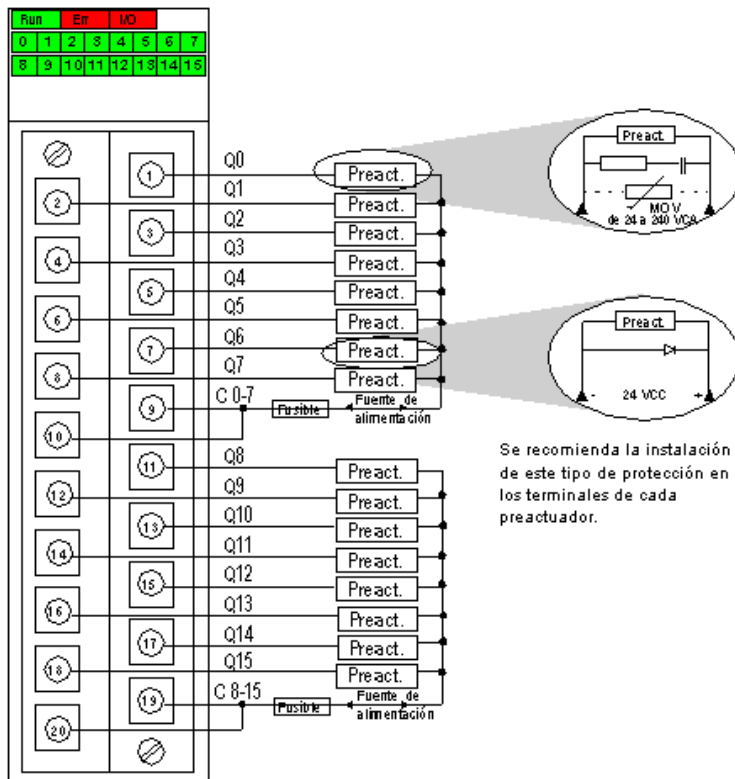 Run Err I/O
0 1 2 3 4 5 6 7
8 9 10 11 12 13 14 15
1 Q0 Preact.
2 Q1 Preact.
3 Q2 Preact.
4 Q3 Preact.
5 Q4 Preact.
6 Q5 Preact.
7 Q6 Preact.
8 Q7 Preact.
9 C 0-7 Fusible Fuente de alimentación
10
11 Q8 Preact.
12 Q9 Preact.
13 Q10 Preact.
14 Q11 Preact.
15 Q12 Preact.
16 Q13 Preact.
17 Q14 Preact.
18 Q15 Preact.
19 C 8-15 Fusible Fuente de alimentación
20
Preact.
MOV
de 24 a 240 VCA
Preact.
- 24 VCC +
Se recomienda la instalación
de este tipo de protección en
los terminales de cada
preactuador.